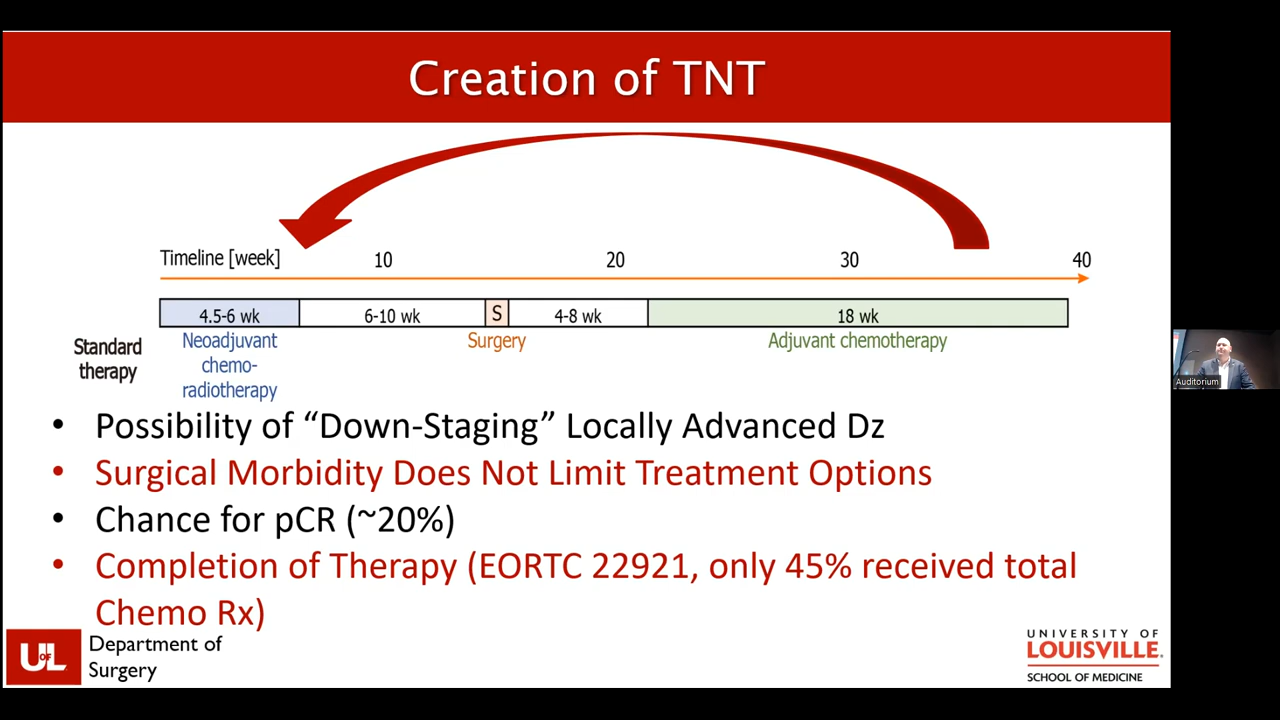 Creation of TNT
Timeline [week] 10 20 30 40
4.5-6 wk 6-10 wk S 4-8 wk 18 wk
Standard
therapy
Neoadjuvant
chemo-
radiotherapy
Surgery
Adjuvant chemotherapy
• Possibility of “Down-Staging” Locally Advanced Dz
• Surgical Morbidity Does Not Limit Treatment Options
• Chance for pCR (~20%)
• Completion of Therapy (EORTC 22921, only 45% received total
Chemo Rx)
UofL
Department of
Surgery
UNIVERSITY OF
LOUISVILLE.
SCHOOL OF MEDICINE
Auditorium